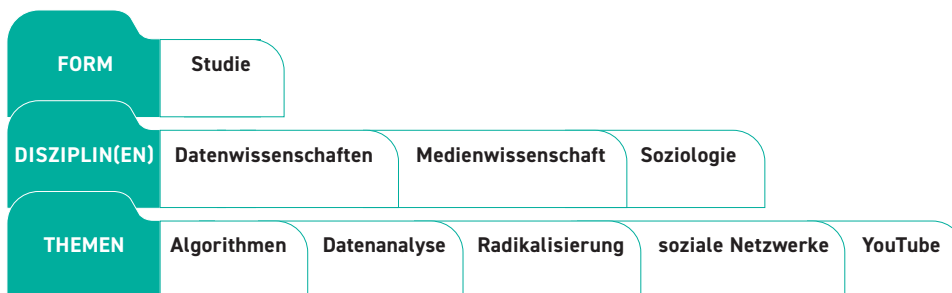 FORM Studie
DISZIPLIN(EN) Datenwissenschaften Medienwissenschaft Soziologie
THEMEN Algorithmen Datenanalyse Radikalisierung soziale Netzwerke YouTube